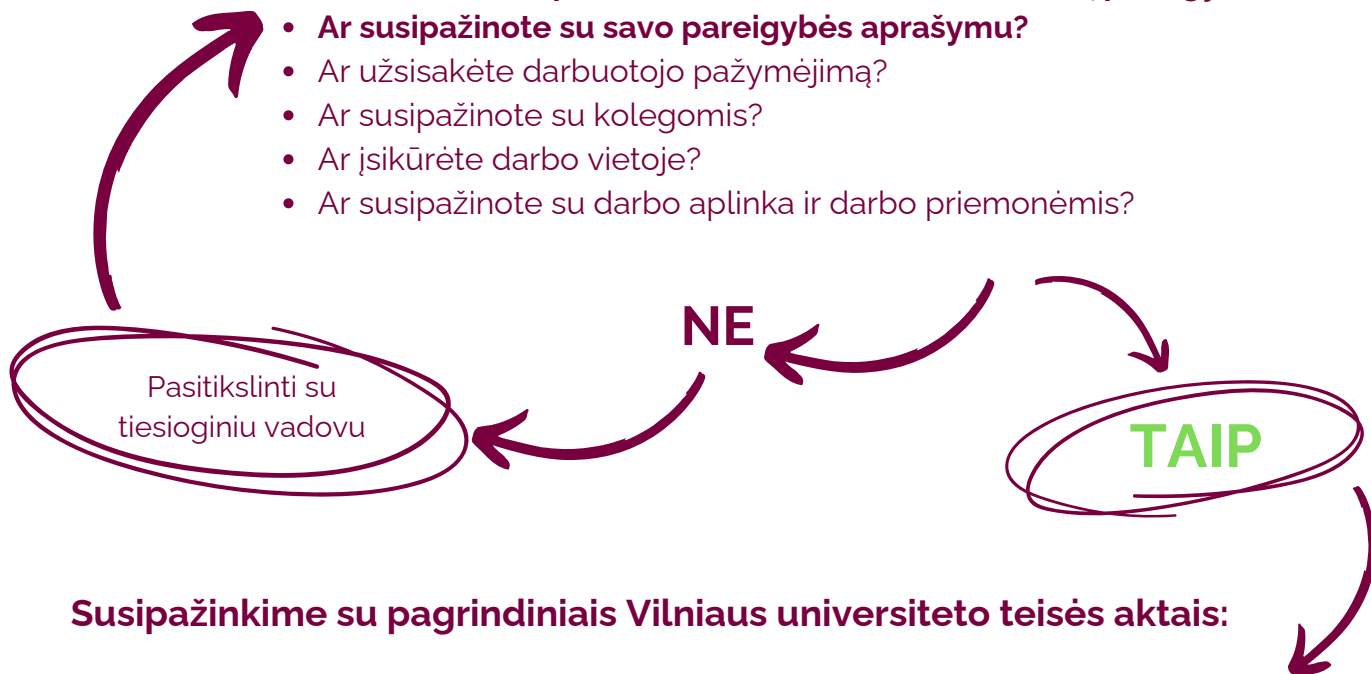 • Ar susipažinote su savo pareigybės aprašymu?
• Ar užsisakėte darbuotojo pažymėjimą?
• Ar susipažinote su kolegomis?
• Ar įsikūrėte darbo vietoje?
• Ar susipažinote su darbo aplinka ir darbo priemonėmis?
NE
Pasitikslinti su
tiesioginiu vadovu
TAIP
Susipažinkime su pagrindiniais Vilniaus universiteto teisės aktais: